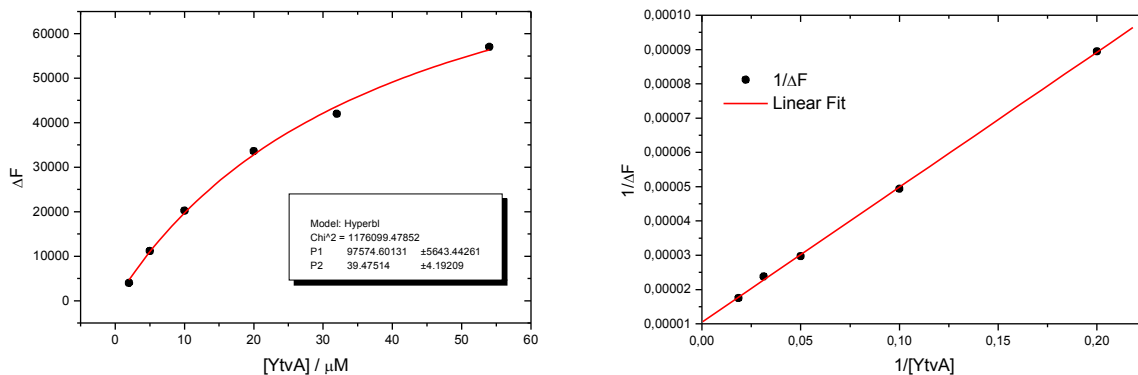 60000
50000
40000
30000
20000
10000
0
ΔF
Model: Hyperbl
Chi^2 = 1176099.47852
P1 97574.60131 ±5643.44261
P2 39.47514 ±4.19209
0 10 20 30 40 50 60
[YtvA] / μM
0,00010
0,00009
0,00008
0,00007
0,00006
0,00005
0,00004
0,00003
0,00002
0,00001
1/ΔF
1/ΔF
Linear Fit
0,00 0,05 0,10 0,15 0,20
1/[YtvA]